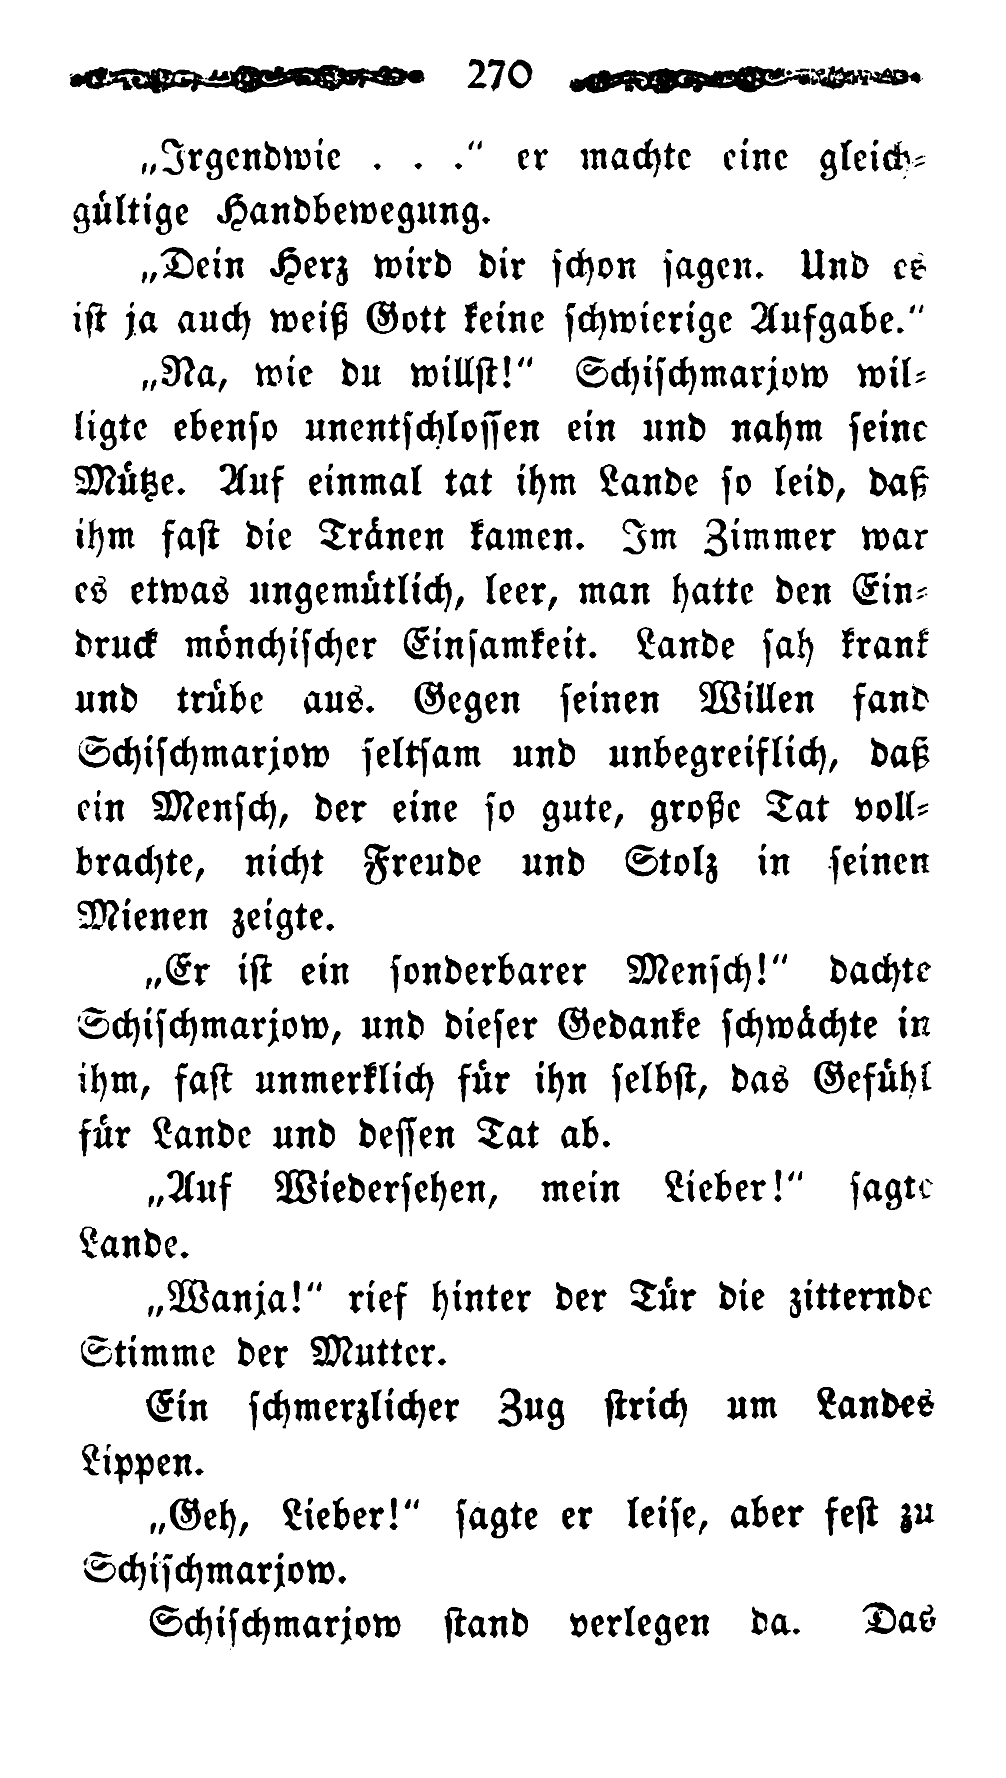 270
„Irgendwie . . .“ er machte eine gleich-
gültige Handbewegung.
„Dein Herz wird dir schon sagen. Und es
ist ja auch weiß Gott keine schwierige Aufgabe.“
„Na, wie du willst!“ Schischmarjow wil-
ligte ebenso unentschlossen ein und nahm seine
Mütze. Auf einmal tat ihm Lande so leid, daß
ihm fast die Tränen kamen. Im Zimmer war
es etwas ungemütlich, leer, man hatte den Ein-
druck mönchischer Einsamkeit. Lande sah krank
und trübe aus. Gegen seinen Willen fand
Schischmarjow seltsam und unbegreiflich, daß
ein Mensch, der eine so gute, große Tat voll-
brachte, nicht Freude und Stolz in seinen
Mienen zeigte.
„Er ist ein sonderbarer Mensch!“ dachte
Schischmarjow, und dieser Gedanke schwächte in
ihm, fast unmerklich für ihn selbst, das Gefühl
für Lande und dessen Tat ab.
„Auf Wiedersehen, mein Lieber!“ sagte
Lande.
„Wanja!“ rief hinter der Tür die zitternde
Stimme der Mutter.
Ein schmerzlicher Zug strich um Landes
Lippen.
„Geh, Lieber!“ sagte er leise, aber fest zu
Schischmarjow.
Schischmarjow stand verlegen da. Das